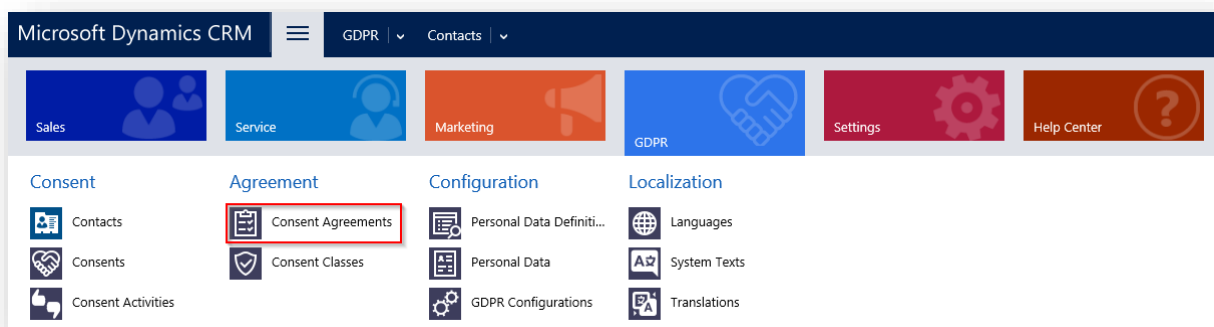 Microsoft Dynamics CRM GDPR Contacts
Sales Service Marketing GDPR Settings Help Center
Consent Agreement Configuration Localization
Contacts Consent Agreements Personal Data Definiti... Languages
Consents Consent Classes Personal Data System Texts
Consent Activities GDPR Configurations Translations